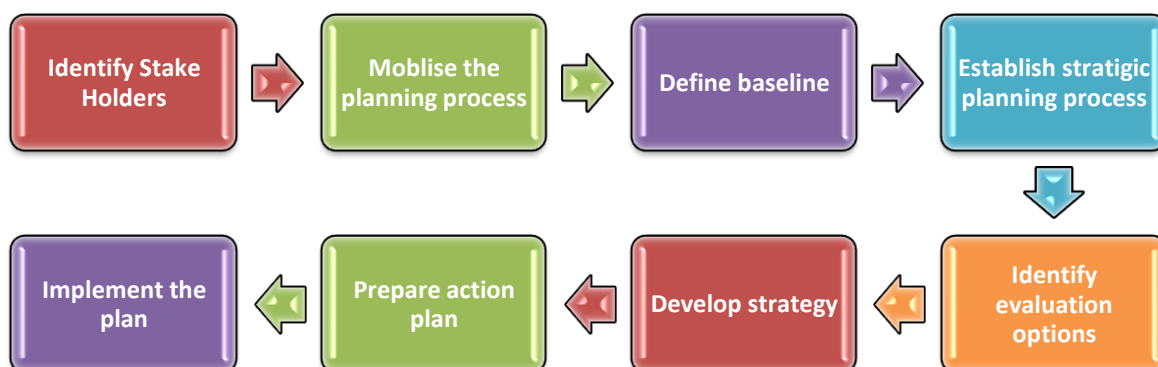 Identify Stake
Holders
Moblise the
planning process
Define baseline
Establish stratigic
planning process
Identify
evaluation
options
Develop strategy
Prepare action
plan
Implement the
plan